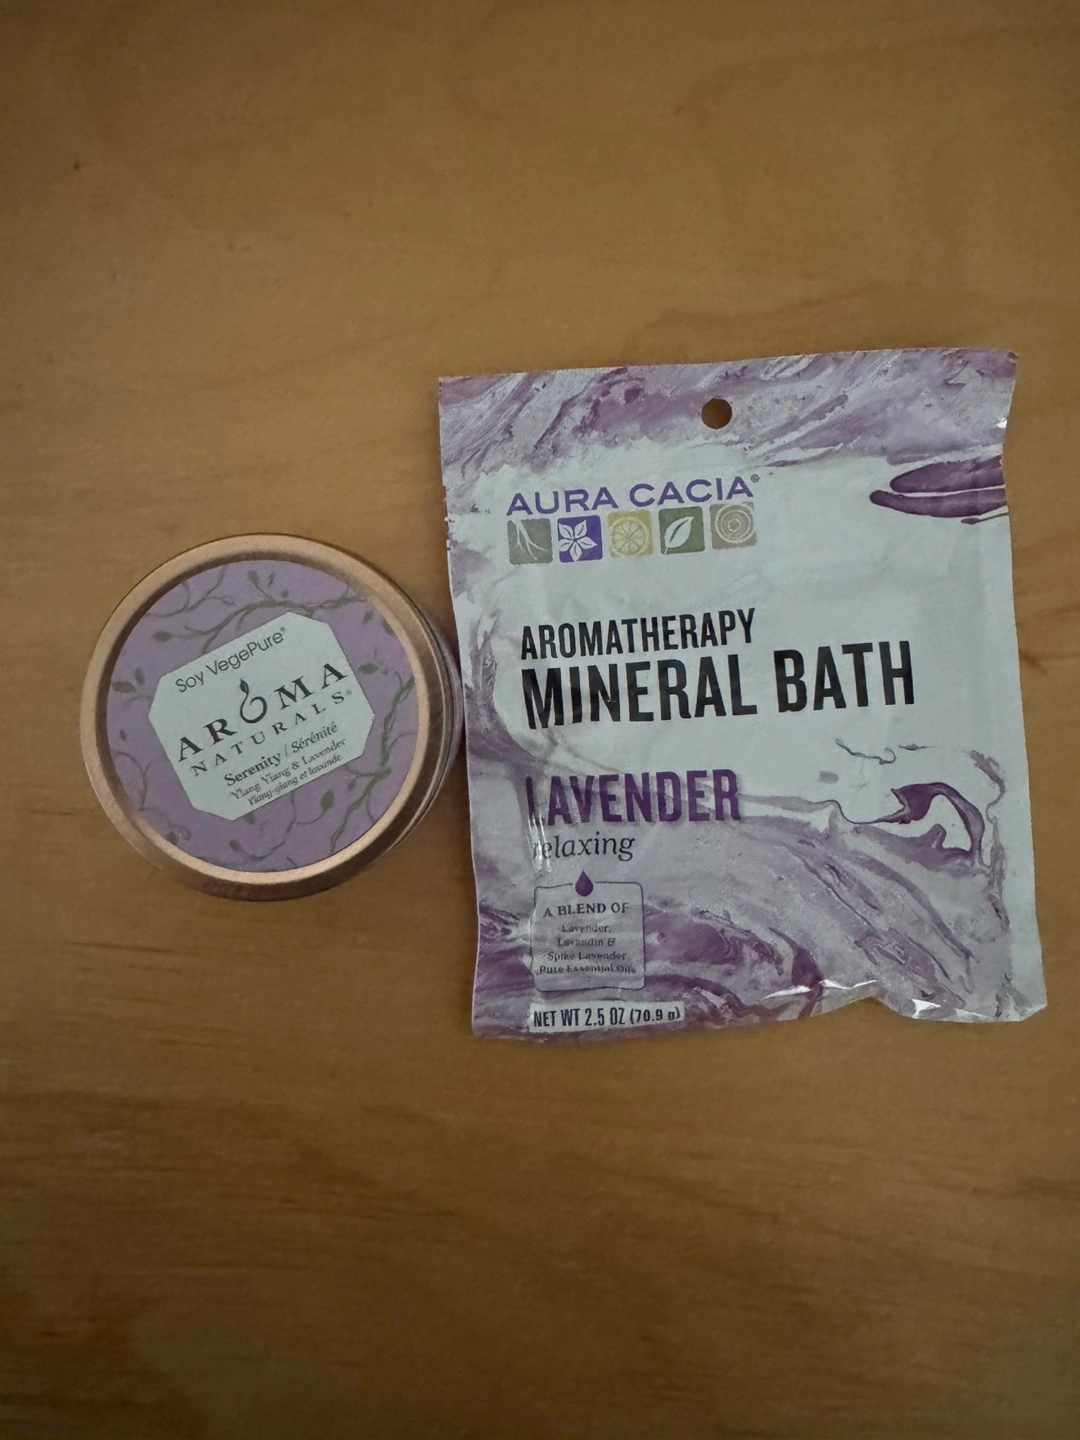 Soy VegePure®
AROMA
NATURALS®
Serenity / Sérénité
Ylang Ylang & Lavender
Ylang-ylang et lavande
AURA CACIA®
AROMATHERAPY
MINERAL BATH
LAVENDER
relaxing
A BLEND OF
Lavender,
Lavandin &
Spike Lavender
Pure Essential Oils
NET WT 2.5 OZ (70.9 g)